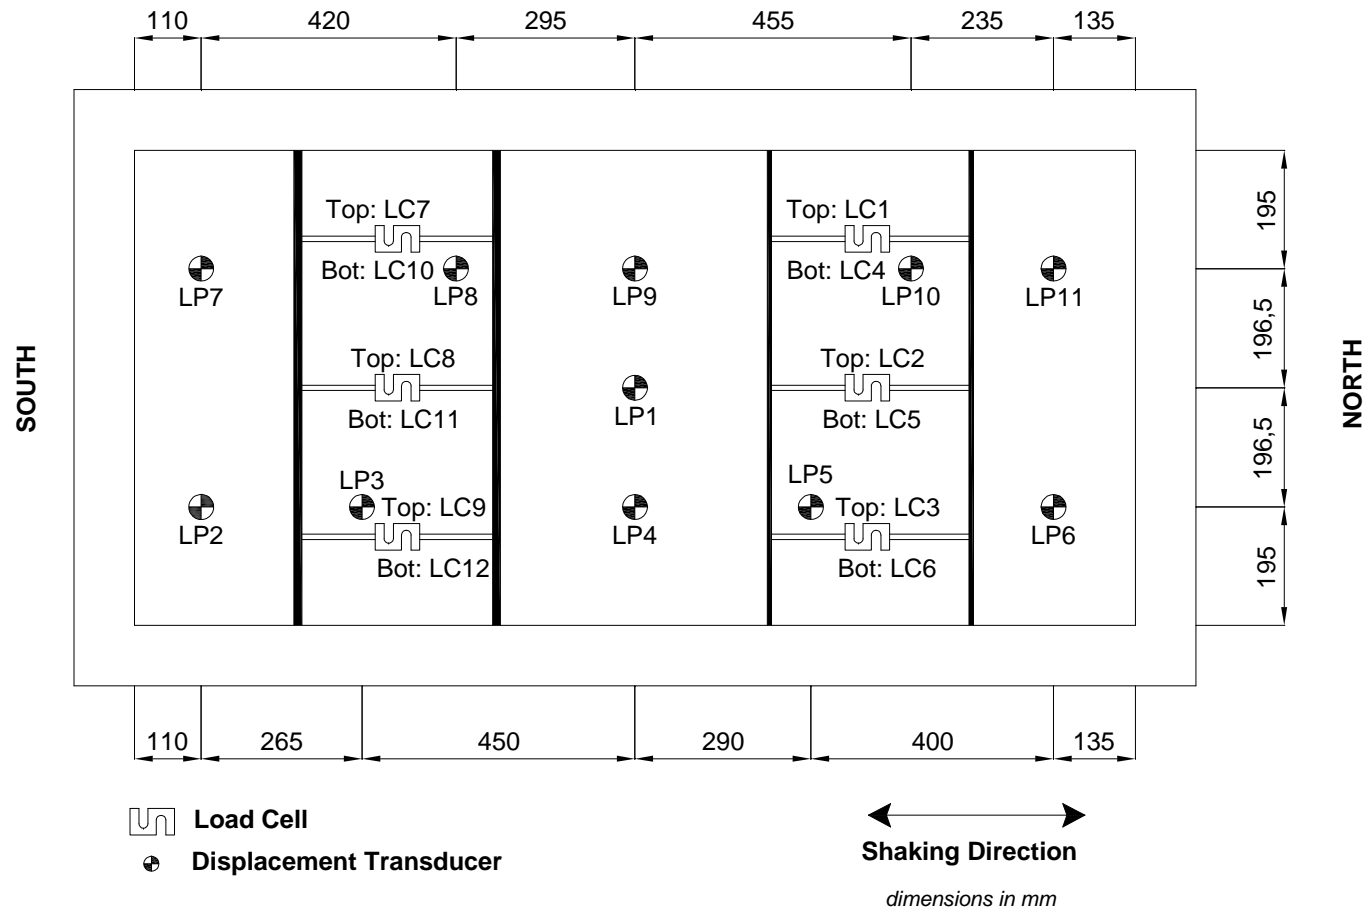 110 420 295 455 235 135
Top: LC7 Top: LC1
195
Bot: LC10 Bot: LC4
LP7 LP8 LP9 LP10 LP11
196,5
SOUTH
NORTH
Top: LC8 Top: LC2
LP1
Bot: LC11 Bot: LC5
196,5
LP3 LP5
Top: LC9 Top: LC3
LP2 LP4 LP6
Bot: LC12 Bot: LC6
195
110 265 450 290 400 135
Load Cell
Displacement Transducer
Shaking Direction
dimensions in mm